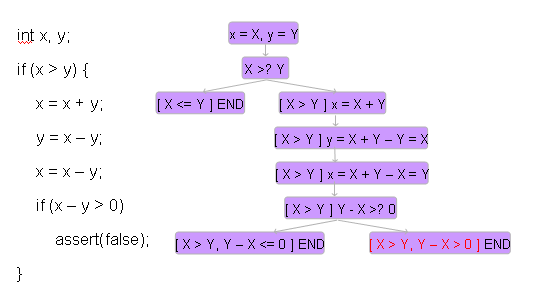 int x, y;
if (x > y) {
x = x + y;
y = x – y;
x = x – y;
if (x – y > 0)
assert(false);
}
x = X, y = Y
X >? Y
[ X <= Y ] END
[ X > Y ] x = X + Y
[ X > Y ] y = X + Y – Y = X
[ X > Y ] x = X + Y – X = Y
[ X > Y ] Y - X >? 0
[ X > Y, Y – X <= 0 ] END
[ X > Y, Y – X > 0 ] END